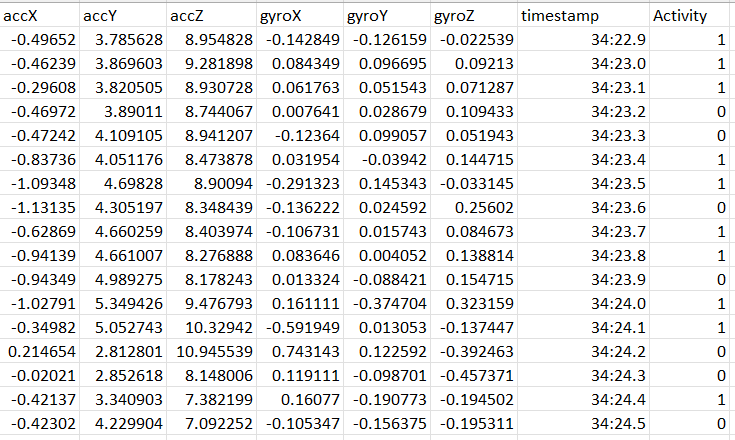 accX accY accZ gyroX gyroY gyroZ timestamp Activity
-0.49652 3.785628 8.954828 -0.142849 -0.126159 -0.022539 34:22.9 1
-0.46239 3.869603 9.281898 0.084349 0.096695 0.09213 34:23.0 1
-0.29608 3.820505 8.930728 0.061763 0.051543 0.071287 34:23.1 1
-0.46972 3.89011 8.744067 0.007641 0.028679 0.109433 34:23.2 0
-0.47242 4.109105 8.941207 -0.12364 0.099057 0.051943 34:23.3 0
-0.83736 4.051176 8.473878 0.031954 -0.03942 0.144715 34:23.4 1
-1.09348 4.69828 8.90094 -0.291323 0.145343 -0.033145 34:23.5 1
-1.13135 4.305197 8.348439 -0.136222 0.024592 0.25602 34:23.6 0
-0.62869 4.660259 8.403974 -0.106731 0.015743 0.084673 34:23.7 1
-0.94139 4.661007 8.276888 0.083646 0.004052 0.138814 34:23.8 1
-0.94349 4.989275 8.178243 0.013324 -0.088421 0.154715 34:23.9 0
-1.02791 5.349426 9.476793 0.161111 -0.374704 0.323159 34:24.0 1
-0.34982 5.052743 10.32942 -0.591949 0.013053 -0.137447 34:24.1 1
0.214654 2.812801 10.945539 0.743143 0.122592 -0.392463 34:24.2 0
-0.02021 2.852618 8.148006 0.119111 -0.098701 -0.457371 34:24.3 0
-0.42137 3.340903 7.382199 0.16077 -0.190773 -0.194502 34:24.4 1
-0.42302 4.229904 7.092252 -0.105347 -0.156375 -0.195311 34:24.5 0